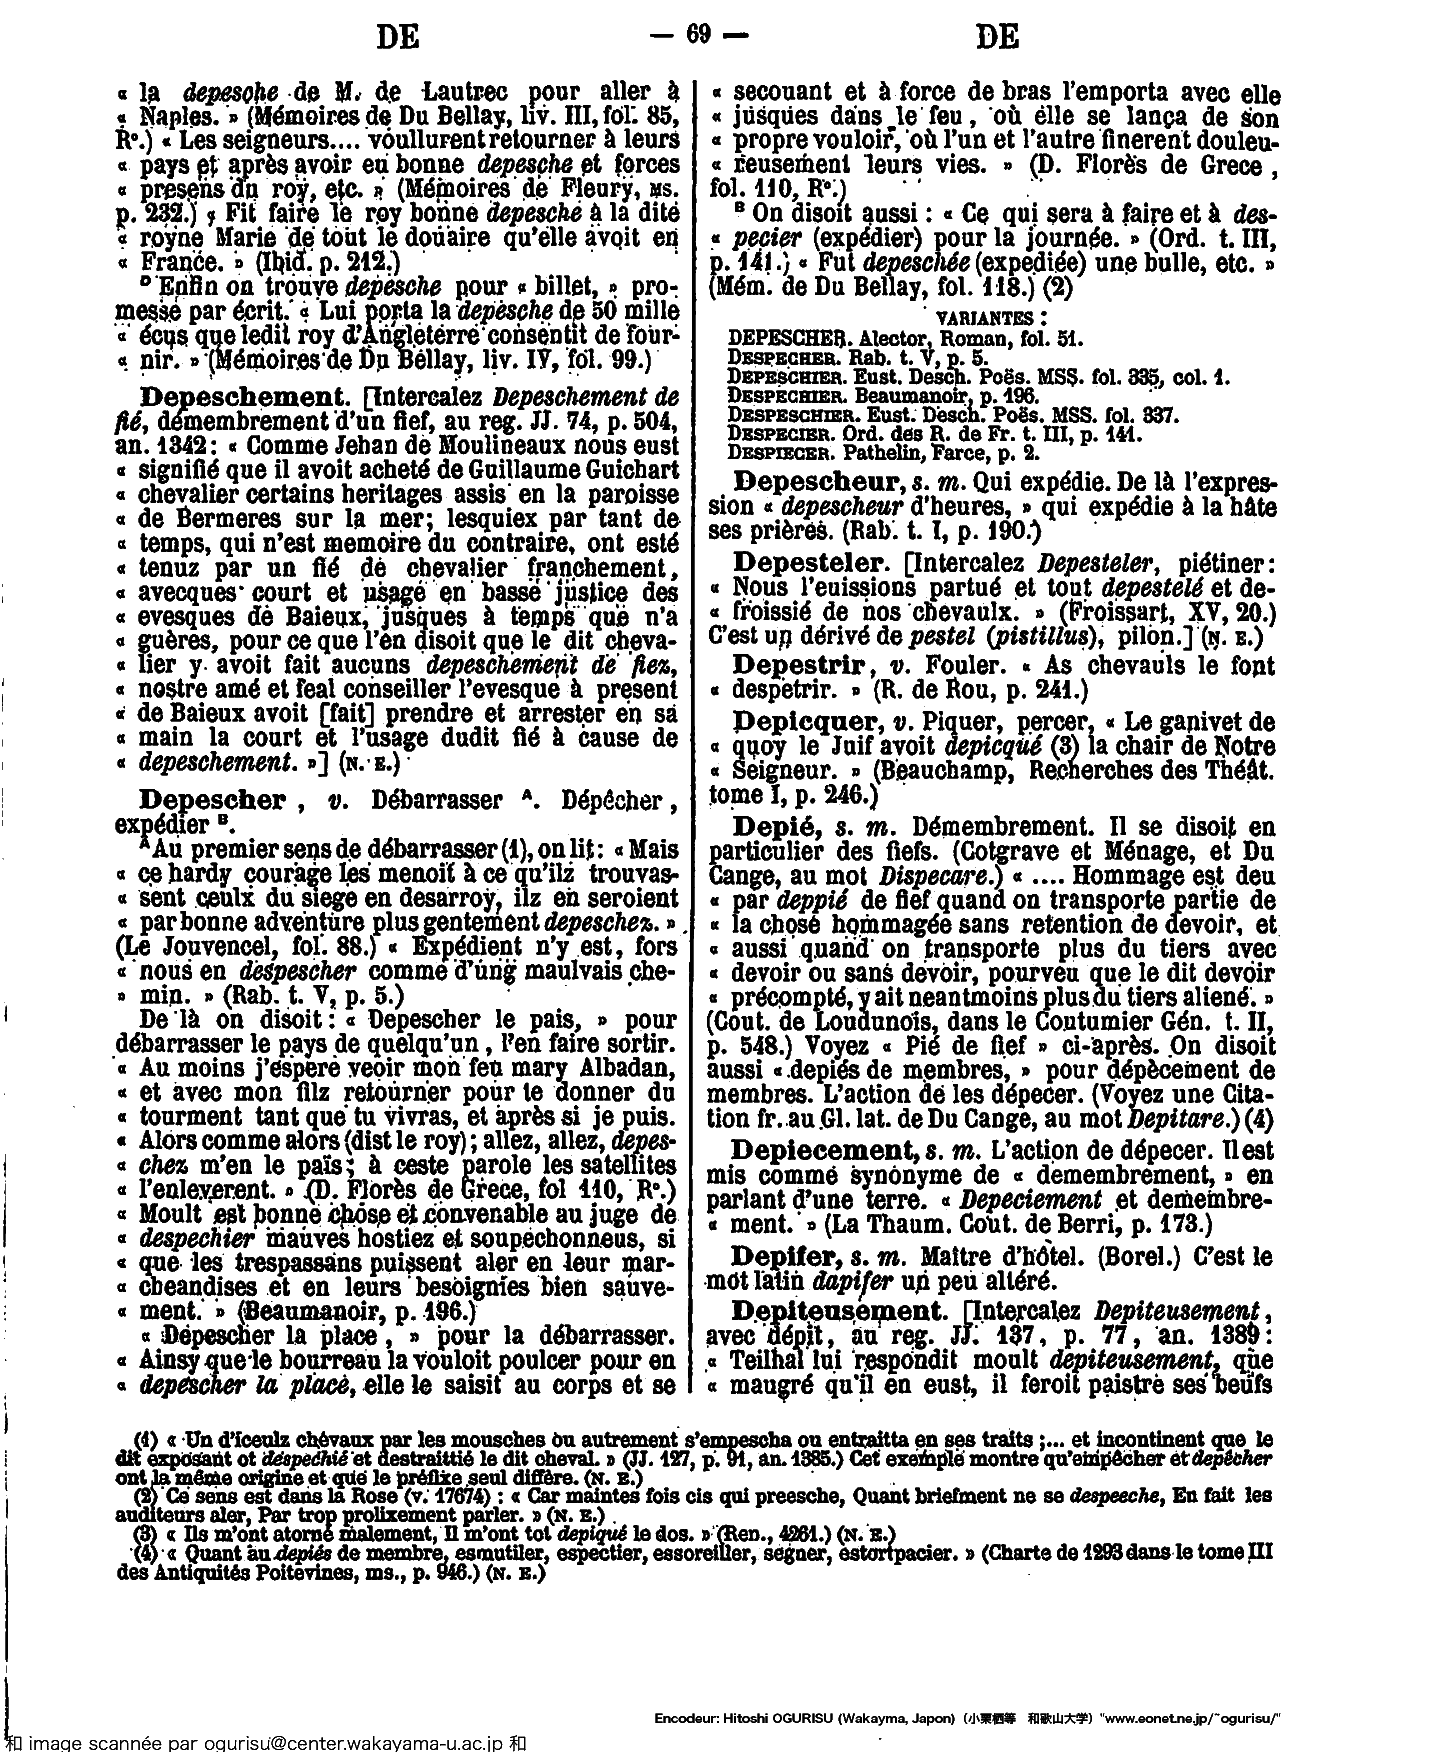 DE — 69 — DE
« la depesche de M. de Lautrec pour aller à
« Naples. » (Mémoires de Du Bellay, liv. III, fol. 85,
R°.) « Les seigneurs.... voullurent retourner à leurs
« pays et après avoir eu bonne depesche et forces
« presens du roy, etc. » (Mémoires de Fleury, ms.
p. 232.) « Fit faire le roy bonne depesche à la dite
« royne Marie de tout le douaire qu'elle avoit en
« France. » (Ibid. p. 212.)
D Enfin on trouve depesche pour « billet, » pro-
messe par écrit. « Lui porta la depesche de 50 mille
« écus que ledit roy d'Angleterre consentit de four-
« nir. » (Mémoires de Du Bellay, liv. IV, fol. 99.)
Depeschement. [Intercalez Depeschement de
fié, démembrement d'un fief, au reg. JJ. 74, p. 504,
an. 1342: « Comme Jehan de Moulineaux nous eust
« signifié que il avoit acheté de Guillaume Guichart
« chevalier certains heritages assis en la paroisse
« de Bermeres sur la mer; lesquiex par tant de
« temps, qui n'est memoire du contraire, ont esté
« tenuz par un fié de chevalier franchement,
« avecques court et usage en basse justice des
« evesques de Baieux, jusques à temps que n'a
« guères, pour ce que l'en disoit que le dit cheva-
« lier y avoit fait aucuns depeschement de fiez,
« nostre amé et feal conseiller l'evesque à present
« de Baieux avoit [fait] prendre et arrester en sa
« main la court et l'usage dudit fié à cause de
« depeschement. »] (N. E.)
Depescher, v. Débarrasser A. Dépêcher,
expédier B.
A Au premier sens de débarrasser (1), on lit: « Mais
« ce hardy courage les menoit à ce qu'ilz trouvas-
« sent ceulx du siege en desarroy, ilz en seroient
« par bonne adventure plus gentement depeschez. »
(Le Jouvencel, fol. 88.) « Expédient n'y est, fors
« nous en despescher comme d'ung maulvais che-
» min. » (Rab. t. V, p. 5.)
De là on disoit: « Depescher le pais, » pour
débarrasser le pays de quelqu'un, l'en faire sortir.
« Au moins j'espere veoir mon feu mary Albadan,
« et avec mon filz retourner pour te donner du
« tourment tant que tu vivras, et après si je puis.
« Alors comme alors (dist le roy); allez, allez, depes-
« chez m'en le païs; à ceste parole les satellites
« l'enleverent. » (D. Florès de Grece, fol 110, R°.)
« Moult est bonne chose et convenable au juge de
« despechier mauves hostiez et soupechonneus, si
« que les trespassans puissent aler en leur mar-
« cheandises et en leurs besoignies bien sauve-
« ment. » (Beaumanoir, p. 196.)
« Depescher la place, » pour la débarrasser.
« Ainsy que le bourreau la vouloit poulcer pour en
« depescher la place, elle le saisit au corps et se
« secouant et à force de bras l'emporta avec elle
« jusques dans le feu, où elle se lança de son
« propre vouloir, où l'un et l'autre finerent douleu-
« reusement leurs vies. » (D. Florès de Grece,
fol. 110, R°.)
B On disoit aussi: « Ce qui sera à faire et à des-
« pecier (expédier) pour la journée. » (Ord. t. III,
p. 141.) « Fut depeschée (expediée) une bulle, etc. »
(Mém. de Du Bellay, fol. 118.) (2)
VARIANTES:
DEPESCHER. Alector, Roman, fol. 51.
DESPECHER. Rab. t. V, p. 5.
DEPESCHIER. Eust. Desch. Poës. MSS. fol. 335, col. 1.
DESPECHIER. Beaumanoir, p. 196.
DESPESCHIER. Eust. Desch. Poës. MSS. fol. 337.
DESPECIER. Ord. des R. de Fr. t. III, p. 141.
DESPIECER. Pathelin, Farce, p. 2.
Depescheur, s. m. Qui expédie. De là l'expres-
sion « depescheur d'heures, » qui expédie à la hâte
ses prières. (Rab. t. I, p. 190.)
Depesteler. [Intercalez Depesteler, piétiner:
« Nous l'euissions partué et tout depestelé et de-
« froissié de nos chevaulx. » (Froissart, XV, 20.)
C'est un dérivé de pestel (pistillus), pilon.] (N. E.)
Depestrir, v. Fouler. « As chevauls le font
« despetrir. » (R. de Rou, p. 241.)
Depicquer, v. Piquer, percer, « Le ganivet de
« quoy le Juif avoit depicqué (3) la chair de Notre
« Seigneur. » (Beauchamp, Recherches des Théât.
tome I, p. 246.)
Depié, s. m. Démembrement. Il se disoit en
particulier des fiefs. (Cotgrave et Ménage, et Du
Cange, au mot Dispecare.) « .... Hommage est deu
« par deppié de fief quand on transporte partie de
« la chose hommagée sans retention de devoir, et
« aussi quand on transporte plus du tiers avec
« devoir ou sans devoir, pourveu que le dit devoir
« précompté, y ait neantmoins plus du tiers aliené. »
(Cout. de Loudunois, dans le Coutumier Gén. t. II,
p. 548.) Voyez « Pié de fief » ci-après. On disoit
aussi « depiés de membres, » pour dépècement de
membres. L'action de les dépecer. (Voyez une Cita-
tion fr. au Gl. lat. de Du Cange, au mot Depitare.) (4)
Depiecement, s. m. L'action de dépecer. Il est
mis comme synonyme de « demembrement, » en
parlant d'une terre. « Depeciement et demembre-
« ment. » (La Thaum. Cout. de Berri, p. 173.)
Depifer, s. m. Maître d'hôtel. (Borel.) C'est le
mot latin dapifer un peu altéré.
Depiteusement. [Intercalez Depiteusement,
avec dépit, au reg. JJ. 137, p. 77, an. 1389:
« Teilhal lui respondit moult depiteusement, que
« maugré qu'il en eust, il feroit paistre ses beufs
(1) « Un d'iceulz chevaux par les mousches ou autrement s'empescha ou entraitta en ses traits;... et incontinent que le
dit exposant ot despechié et destraittié le dit cheval. » (JJ. 127, p. 91, an. 1385.) Cet exemple montre qu'empêcher et depêcher
ont la même origine et que le préfixe seul diffère. (N. E.)
(2) Ce sens est dans la Rose (v. 17674): « Car maintes fois cis qui preesche, Quant briefment ne se despeeche, En fait les
auditeurs aler, Par trop prolixement parler. » (N. E.)
(3) « Ils m'ont atorné malement, Il m'ont tot depiqué le dos. » (Ren., 4261.) (N. E.)
(4) « Quant au depiés de membre, esmutiler, espectier, essoreiller, segner, estortpacier. » (Charte de 1293 dans le tome III
des Antiquités Poitevines, ms., p. 946.) (N. E.)
Encodeur: Hitoshi OGURISU (Wakayma, Japon) (小栗栖等 和歌山大学) "www.eonet.ne.jp/~ogurisu/"
和 image scannée par ogurisu@center.wakayama-u.ac.jp 和